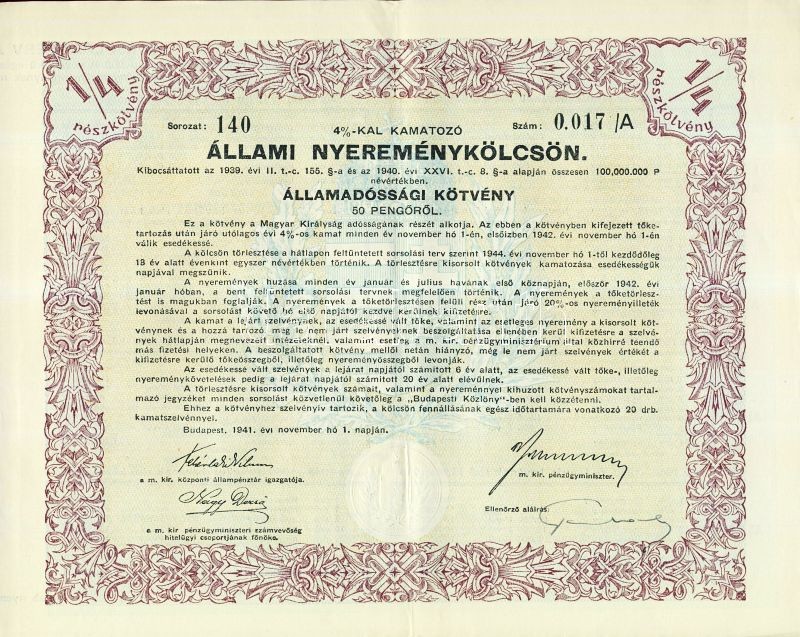 1/4
részkötvény
1/4
részkötvény
Sorozat: 140
4%-KAL KAMATOZÓ
Szám: 0.017 /A
ÁLLAMI NYEREMÉNYKÖLCSÖN.
Kibocsáttatott az 1939. évi II. t.-c. 155. §-a és az 1940. évi XXVI. t.-c. 8. §-a alapján összesen 100,000.000 P
névértékben.
ÁLLAMADÓSSÁGI KÖTVÉNY
50 PENGŐRŐL.
Ez a kötvény a Magyar Királyság adósságának részét alkotja. Az ebben a kötvényben kifejezett tőke-
tartozás után járó utólagos évi 4%-os kamat minden év november hó 1-én, elsőizben 1942. évi november hó 1-én
válik esedékessé.
A kölcsön törlesztése a hátlapon feltüntetett sorsolási terv szerint 1944. évi november hó 1-től kezdődőleg
18 év alatt évenkint egyszer névértékben történik. A törlesztésre kisorsolt kötvények kamatozása esedékességük
napjával megszünik.
A nyeremények huzása minden év január és julius havának első köznapján, először 1942. évi
január hóban, a bent feltüntetett sorsolási tervnek megfelelően történik. A nyeremények a tőketörlesz-
tést is magukban foglalják. A nyeremények a tőketörlesztésen felüli rész után járó 20%-os nyereményilleték
levonásával a sorsolást követő hó első napjától kezdve kerülnek kifizetésre.
A kamat a lejárt szelvények, az esedékessé vált tőke, valamint az esetleges nyeremény a kisorsolt köt-
vénynek és a hozzá tartozó még le nem járt szelvényeinek beszolgáltatása ellenében kerül kifizetésre a szelvé-
nyek hátlapján megnevezett intézeteknél, valamint esetleg a m. kir. pénzügyminisztérium által közhirré teendő
más fizetési helyeken. A beszolgáltatott kötvény mellől netán hiányzó, még le nem járt szelvények értékét a
kifizetésre kerülő tőkeösszegből, illetőleg nyereményösszegből levonják.
Az esedékessé vált szelvények a lejárat napjától számított 6 év alatt, az esedékessé vált tőke-, illetőleg
nyereménykövetelések pedig a lejárat napjától számított 20 év alatt elévülnek.
A törlesztésre kisorsolt kötvények számait, valamint a nyereménnyel kihuzott kötvényszámokat tartal-
mazó jegyzéket minden sorsolást közvetlenül követőleg a „Budapesti Közlöny"-ben kell közzétenni.
Ehhez a kötvényhez szelvényiv tartozik, a kölcsön fennállásának egész időtartamára vonatkozó 20 drb.
kamatszelvénnyel.
Budapest, 1941. évi november hó 1. napján.
a m. kir. központi állampénztár igazgatója.
m. kir. pénzügyminiszter.
Nagy Dezső
Ellenőrző aláírás:
a m. kir pénzügyminiszteri számvevőség
hitelügyi csoportjának főnöke.